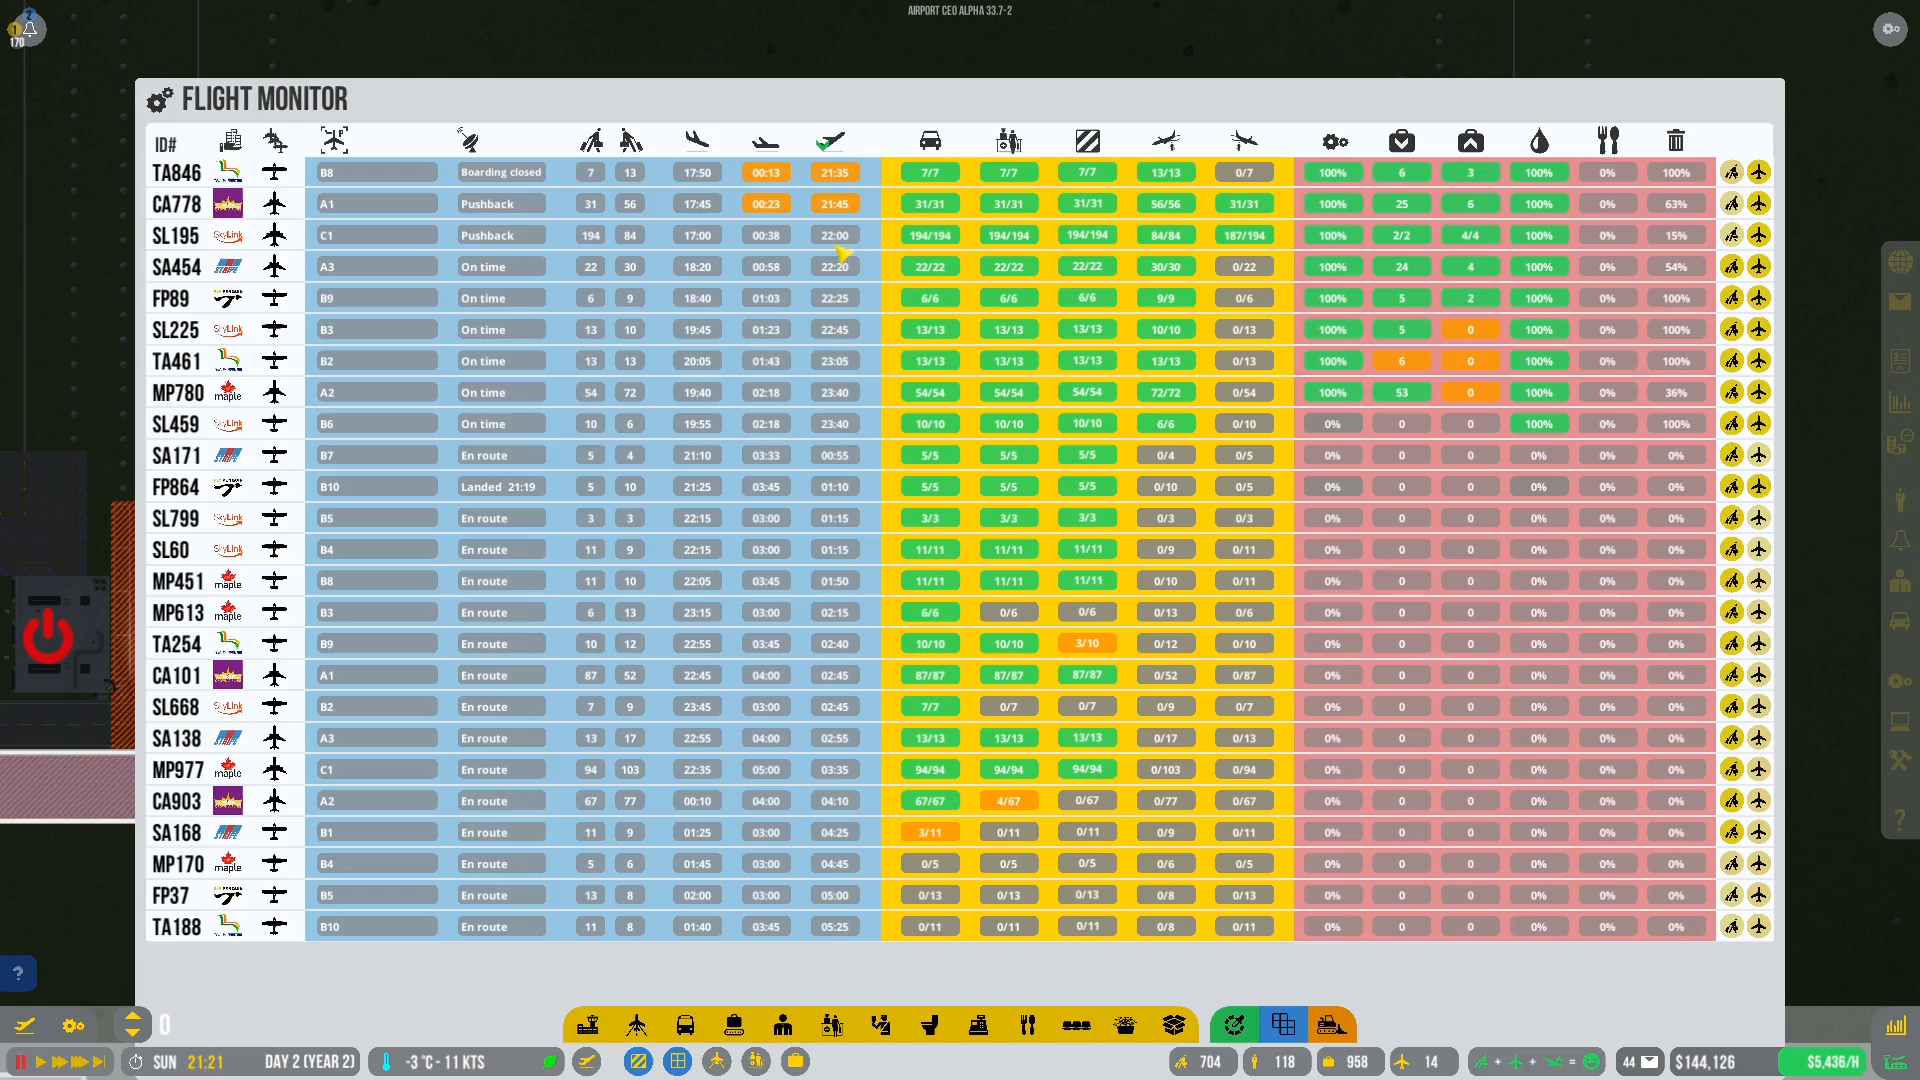 AIRPORT CEO ALPHA 33.7-2
2
1
170
FLIGHT MONITOR
ID#
TA846 B8 Boarding closed 7 13 17:50 00:13 21:35 7/7 7/7 7/7 13/13 0/7 100% 6 3 100% 0% 100%
CA778 A1 Pushback 31 56 17:45 00:23 21:45 31/31 31/31 31/31 56/56 31/31 100% 25 6 100% 0% 63%
SL195 SkyLink C1 Pushback 194 84 17:00 00:38 22:00 194/194 194/194 194/194 84/84 187/194 100% 2/2 4/4 100% 0% 15%
SA454 STRIPE A3 On time 22 30 18:20 00:58 22:20 22/22 22/22 22/22 30/30 0/22 100% 24 4 100% 0% 54%
FP89 B9 On time 6 9 18:40 01:03 22:25 6/6 6/6 6/6 9/9 0/6 100% 5 2 100% 0% 100%
SL225 SkyLink B3 On time 13 10 19:45 01:23 22:45 13/13 13/13 13/13 10/10 0/13 100% 5 0 100% 0% 100%
TA461 B2 On time 13 13 20:05 01:43 23:05 13/13 13/13 13/13 13/13 0/13 100% 6 0 100% 0% 100%
MP780 maple A2 On time 54 72 19:40 02:18 23:40 54/54 54/54 54/54 72/72 0/54 100% 53 0 100% 0% 36%
SL459 SkyLink B6 On time 10 6 19:55 02:18 23:40 10/10 10/10 10/10 6/6 0/10 0% 0 0 100% 0% 100%
SA171 STRIPE B7 En route 5 4 21:10 03:33 00:55 5/5 5/5 5/5 0/4 0/5 0% 0 0 0% 0% 0%
FP864 B10 Landed 21:19 5 10 21:25 03:45 01:10 5/5 5/5 5/5 0/10 0/5 0% 0 0 0% 0% 0%
SL799 SkyLink B5 En route 3 3 22:15 03:00 01:15 3/3 3/3 3/3 0/3 0/3 0% 0 0 0% 0% 0%
SL60 SkyLink B4 En route 11 9 22:15 03:00 01:15 11/11 11/11 11/11 0/9 0/11 0% 0 0 0% 0% 0%
MP451 maple B8 En route 11 10 22:05 03:45 01:50 11/11 11/11 11/11 0/10 0/11 0% 0 0 0% 0% 0%
MP613 maple B3 En route 6 13 23:15 03:00 02:15 6/6 0/6 0/6 0/13 0/6 0% 0 0 0% 0% 0%
TA254 B9 En route 10 12 22:55 03:45 02:40 10/10 10/10 3/10 0/12 0/10 0% 0 0 0% 0% 0%
CA101 A1 En route 87 52 22:45 04:00 02:45 87/87 87/87 87/87 0/52 0/87 0% 0 0 0% 0% 0%
SL668 SkyLink B2 En route 7 9 23:45 03:00 02:45 7/7 0/7 0/7 0/9 0/7 0% 0 0 0% 0% 0%
SA138 STRIPE A3 En route 13 17 22:55 04:00 02:55 13/13 13/13 13/13 0/17 0/13 0% 0 0 0% 0% 0%
MP977 maple C1 En route 94 103 22:35 05:00 03:35 94/94 94/94 94/94 0/103 0/94 0% 0 0 0% 0% 0%
CA903 A2 En route 67 77 00:10 04:00 04:10 67/67 4/67 0/67 0/77 0/67 0% 0 0 0% 0% 0%
SA168 STRIPE B1 En route 11 9 01:25 03:00 04:25 3/11 0/11 0/11 0/9 0/11 0% 0 0 0% 0% 0%
MP170 maple B4 En route 5 6 01:45 03:00 04:45 0/5 0/5 0/5 0/6 0/5 0% 0 0 0% 0% 0%
FP37 B5 En route 13 8 02:00 03:00 05:00 0/13 0/13 0/13 0/8 0/13 0% 0 0 0% 0% 0%
TA188 B10 En route 11 8 01:40 03:45 05:25 0/11 0/11 0/11 0/8 0/11 0% 0 0 0% 0% 0%
?
?
0
SUN 21:21 DAY 2 (YEAR 2) -3 °C - 11 KTS 704 118 958 14 + + = 44 $144,126 $5,436/H